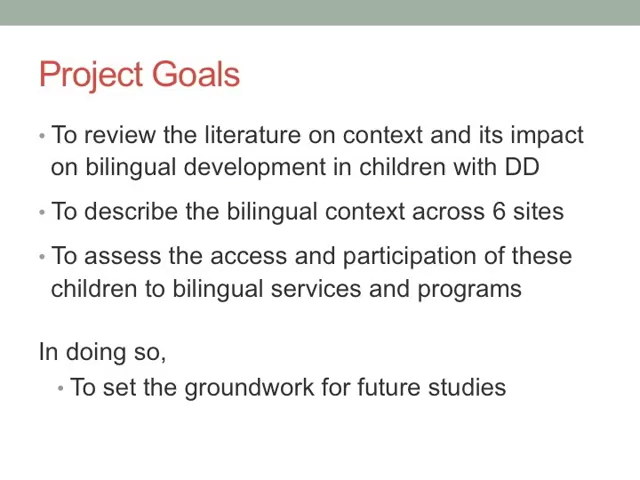 Project Goals
• To review the literature on context and its impact
on bilingual development in children with DD
• To describe the bilingual context across 6 sites
• To assess the access and participation of these
children to bilingual services and programs
In doing so,
• To set the groundwork for future studies